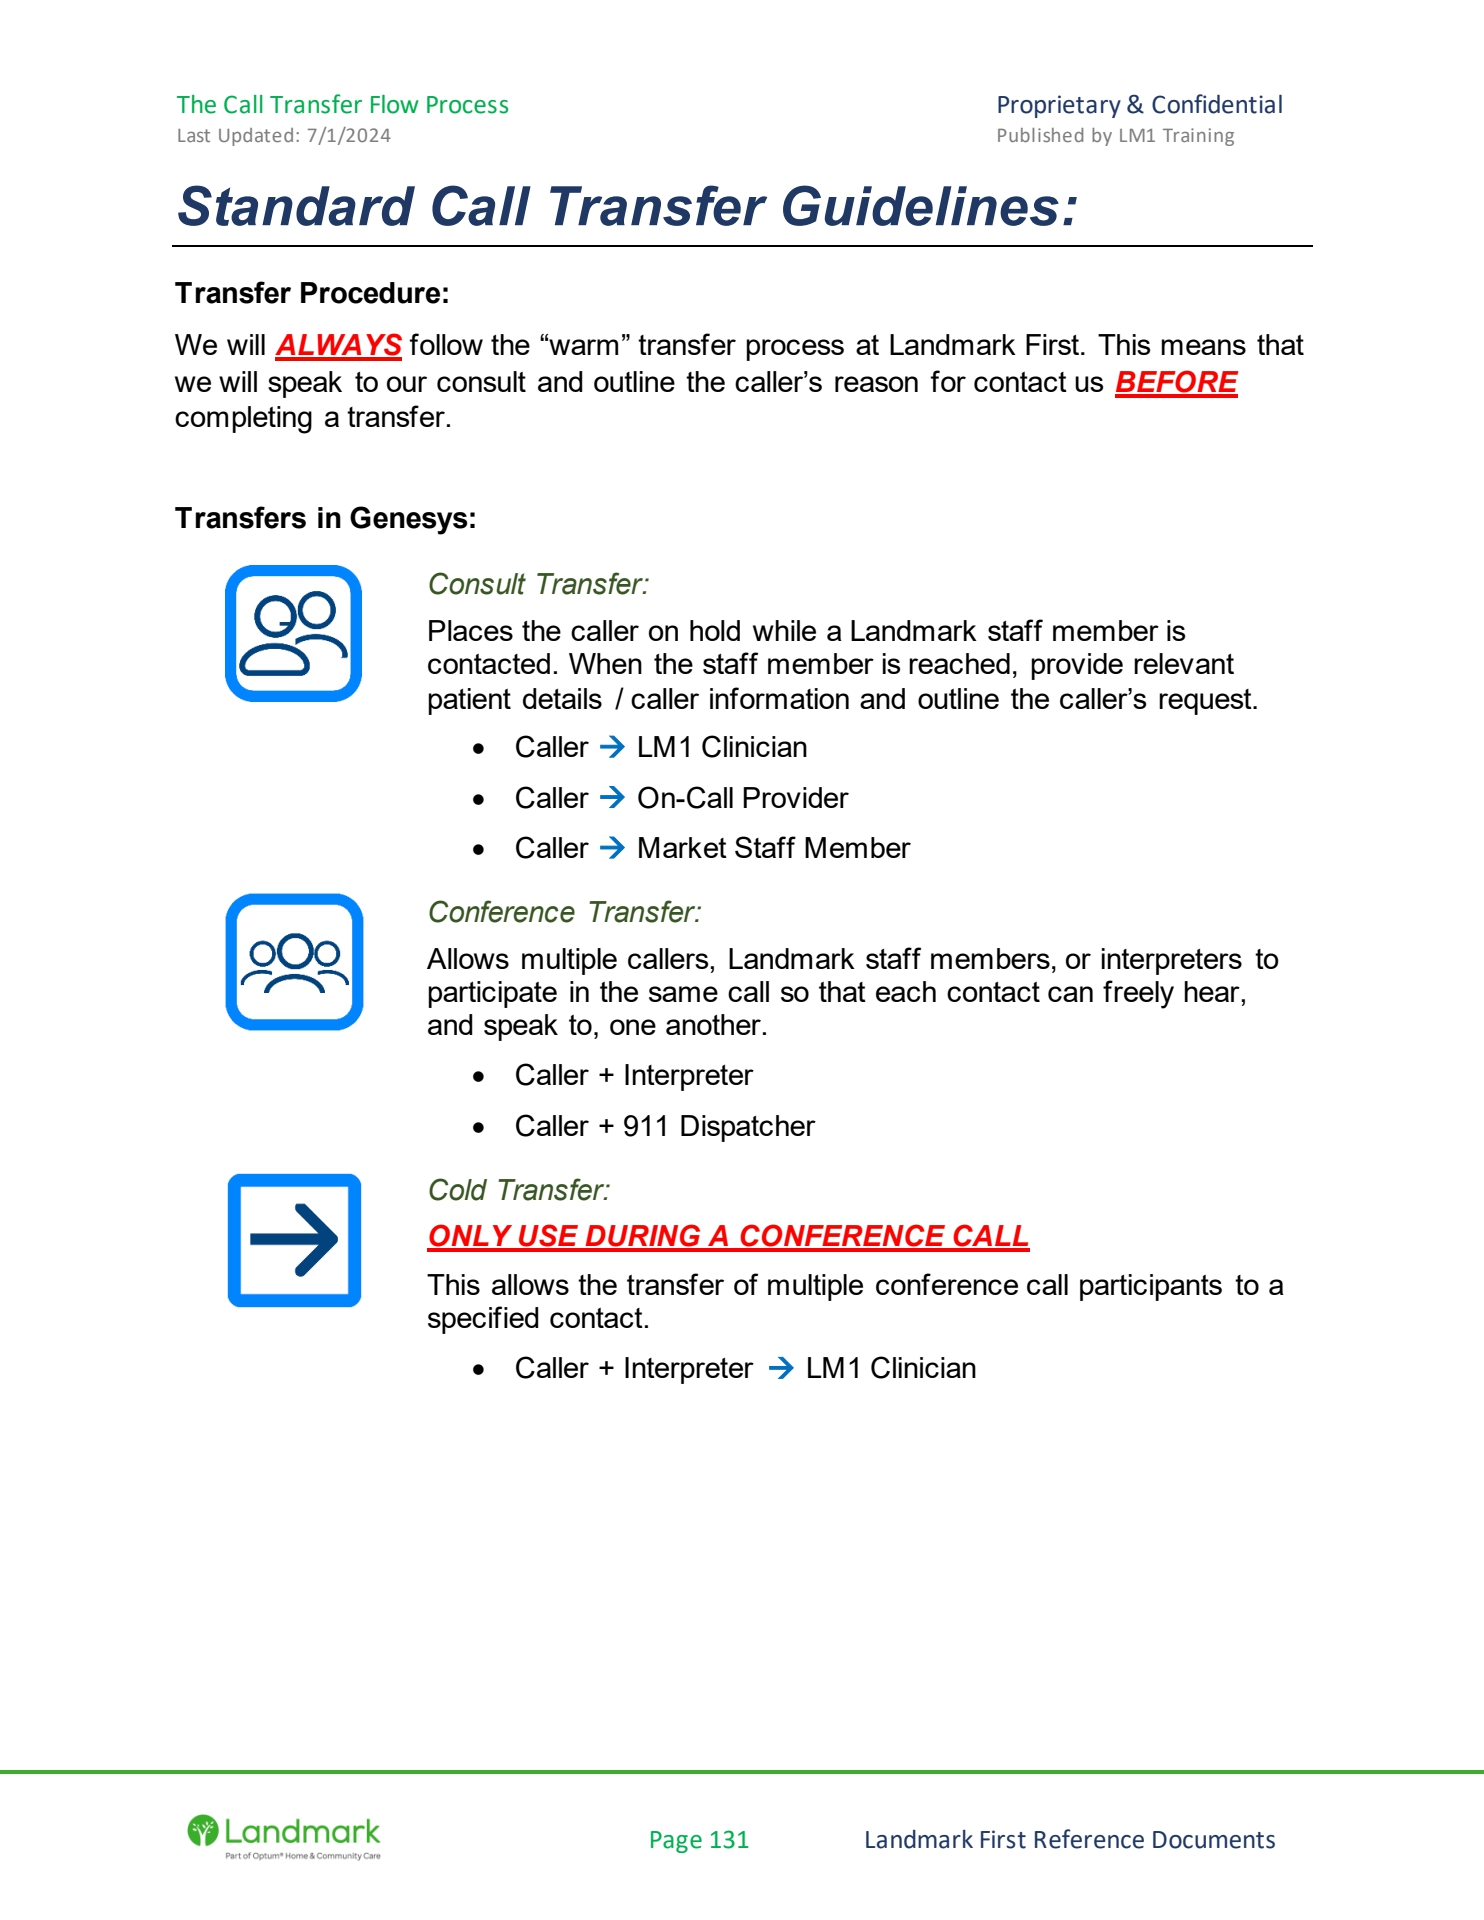 The Call Transfer Flow Process
Proprietary & Confidential
Last Updated: 7/1/2024
Published by LM1 Training
Standard Call Transfer Guidelines:
Transfer Procedure:
We will ALWAYS follow the “warm” transfer process at Landmark First. This means that
we will speak to our consult and outline the caller’s reason for contact us BEFORE
completing a transfer.
Transfers in Genesys:
Consult Transfer:
Places the caller on hold while a Landmark staff member is
contacted. When the staff member is reached, provide relevant
patient details / caller information and outline the caller’s request.
• Caller → LM1 Clinician
• Caller → On-Call Provider
• Caller → Market Staff Member
Conference Transfer:
Allows multiple callers, Landmark staff members, or interpreters to
participate in the same call so that each contact can freely hear,
and speak to, one another.
• Caller + Interpreter
• Caller + 911 Dispatcher
Cold Transfer:
ONLY USE DURING A CONFERENCE CALL
This allows the transfer of multiple conference call participants to a
specified contact.
• Caller + Interpreter → LM1 Clinician
Landmark
Part of Optum® Home & Community Care
Page 131
Landmark First Reference Documents